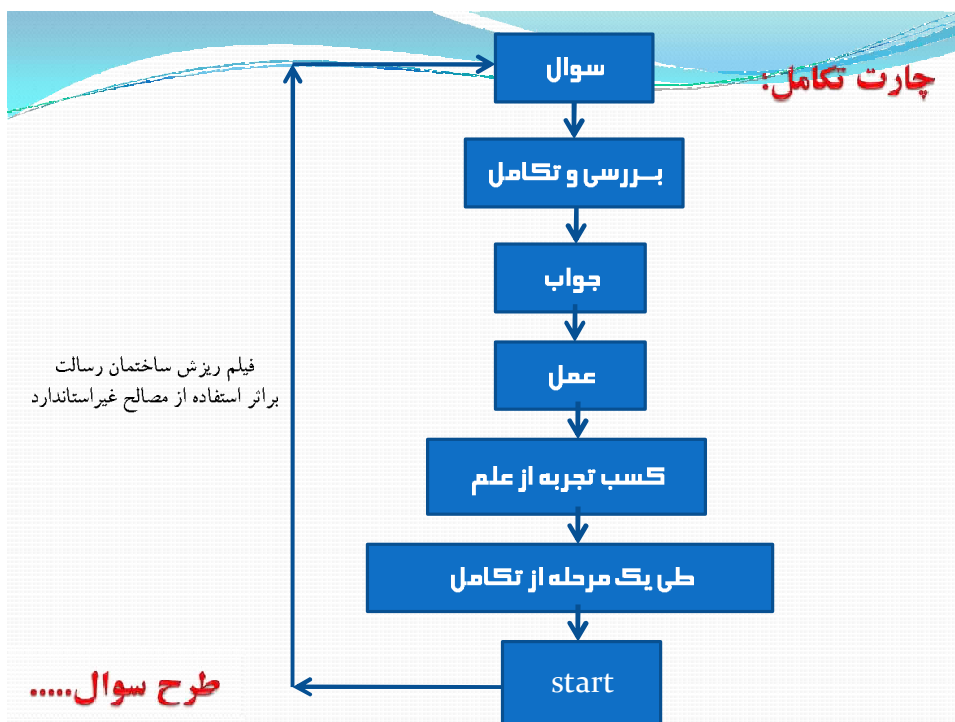 چارت تکامل:
سوال
بررسی و تکامل
جواب
عمل
کسب تجربه از علم
طی یک مرحله از تکامل
start
فیلم ریزش ساختمان رسالت
براثر استفاده از مصالح غیراستاندارد
طرح سوال.....